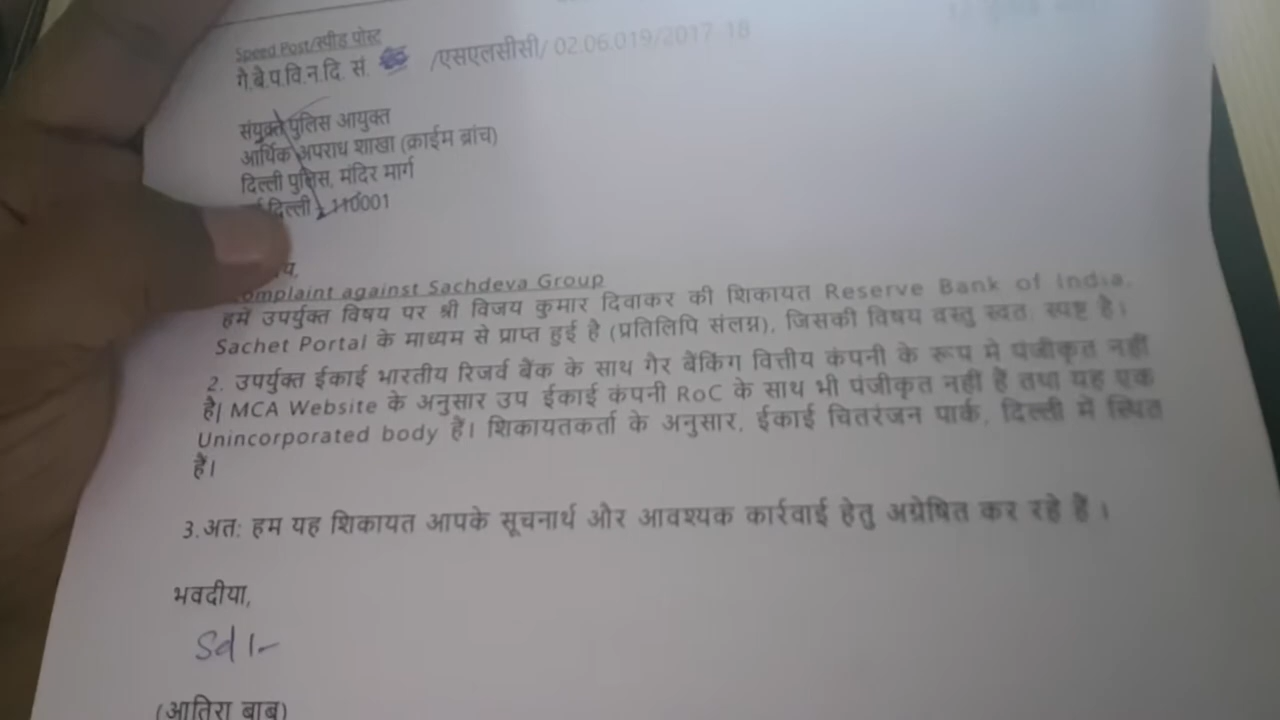 Speed Post/स्पीड पोस्ट
गै.बै.प.वि.न.दि. सं. /एसएलसीसी/ 02.06.019/2017 18
संयुक्त पुलिस आयुक्त
आर्थिक अपराध शाखा (क्राईम ब्रांच)
दिल्ली पुलिस, मंदिर मार्ग
दिल्ली - 110001
य,
omplaint against Sachdeva Group
हमें उपर्युक्त विषय पर श्री विजय कुमार दिवाकर की शिकायत Reserve Bank of India,
Sachet Portal के माध्यम से प्राप्त हुई है (प्रतिलिपि संलग्न), जिसकी विषय वस्तु स्वत: स्पष्ट है।
2. उपर्युक्त ईकाई भारतीय रिजर्व बैंक के साथ गैर बैंकिंग वित्तीय कंपनी के रूप मे पंजीकृत नहीं
है| MCA Website के अनुसार उप ईकाई कंपनी RoC के साथ भी पंजीकृत नहीं है तथा यह एक
Unincorporated body हैं। शिकायतकर्ता के अनुसार, ईकाई चितरंजन पार्क, दिल्ली में स्थित
हैं।
3.अत: हम यह शिकायत आपके सूचनार्थ और आवश्यक कार्रवाई हेतु अग्रेषित कर रहे हैं ।
भवदीया,
Sd/-
(आतिरा बाबु)